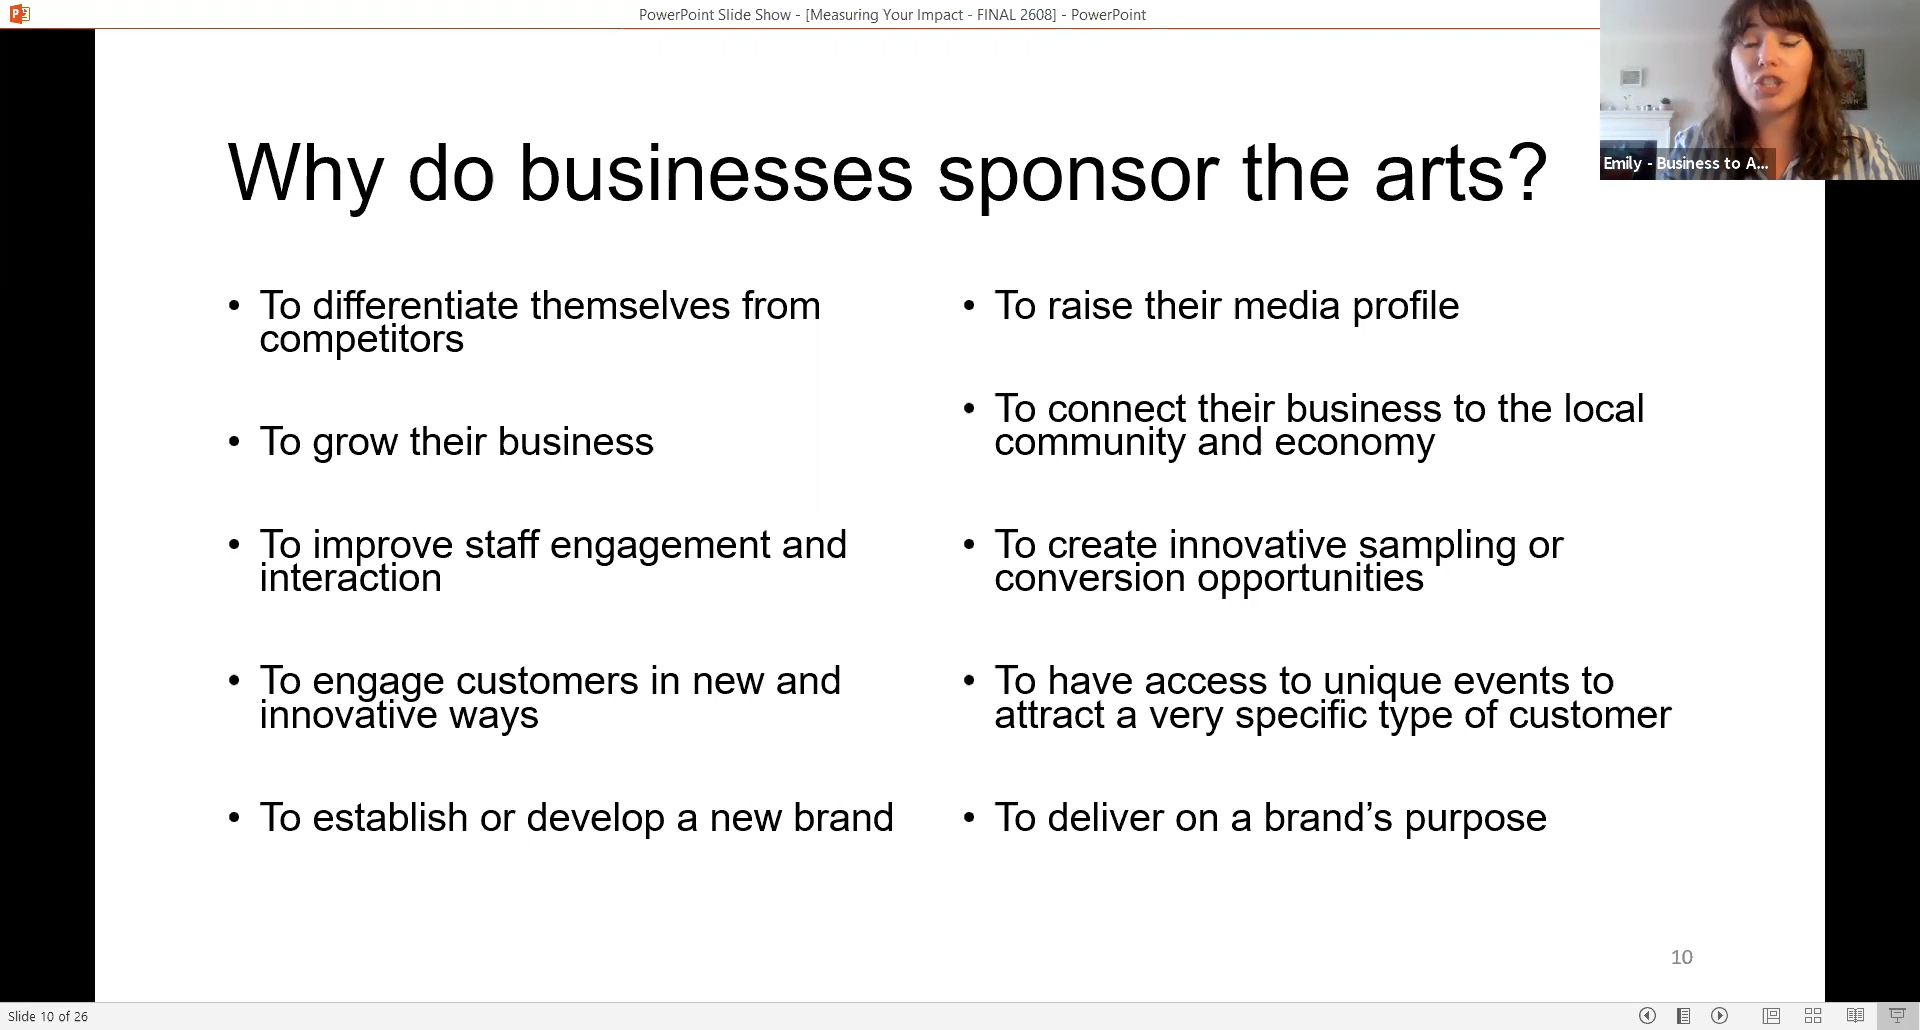 PowerPoint Slide Show - [Measuring Your Impact - FINAL 2608] - PowerPoint
Emily - Business to A...
Why do businesses sponsor the arts?
• To differentiate themselves from
competitors
• To grow their business
• To improve staff engagement and
interaction
• To engage customers in new and
innovative ways
• To establish or develop a new brand
• To raise their media profile
• To connect their business to the local
community and economy
• To create innovative sampling or
conversion opportunities
• To have access to unique events to
attract a very specific type of customer
• To deliver on a brand’s purpose
10
Slide 10 of 26